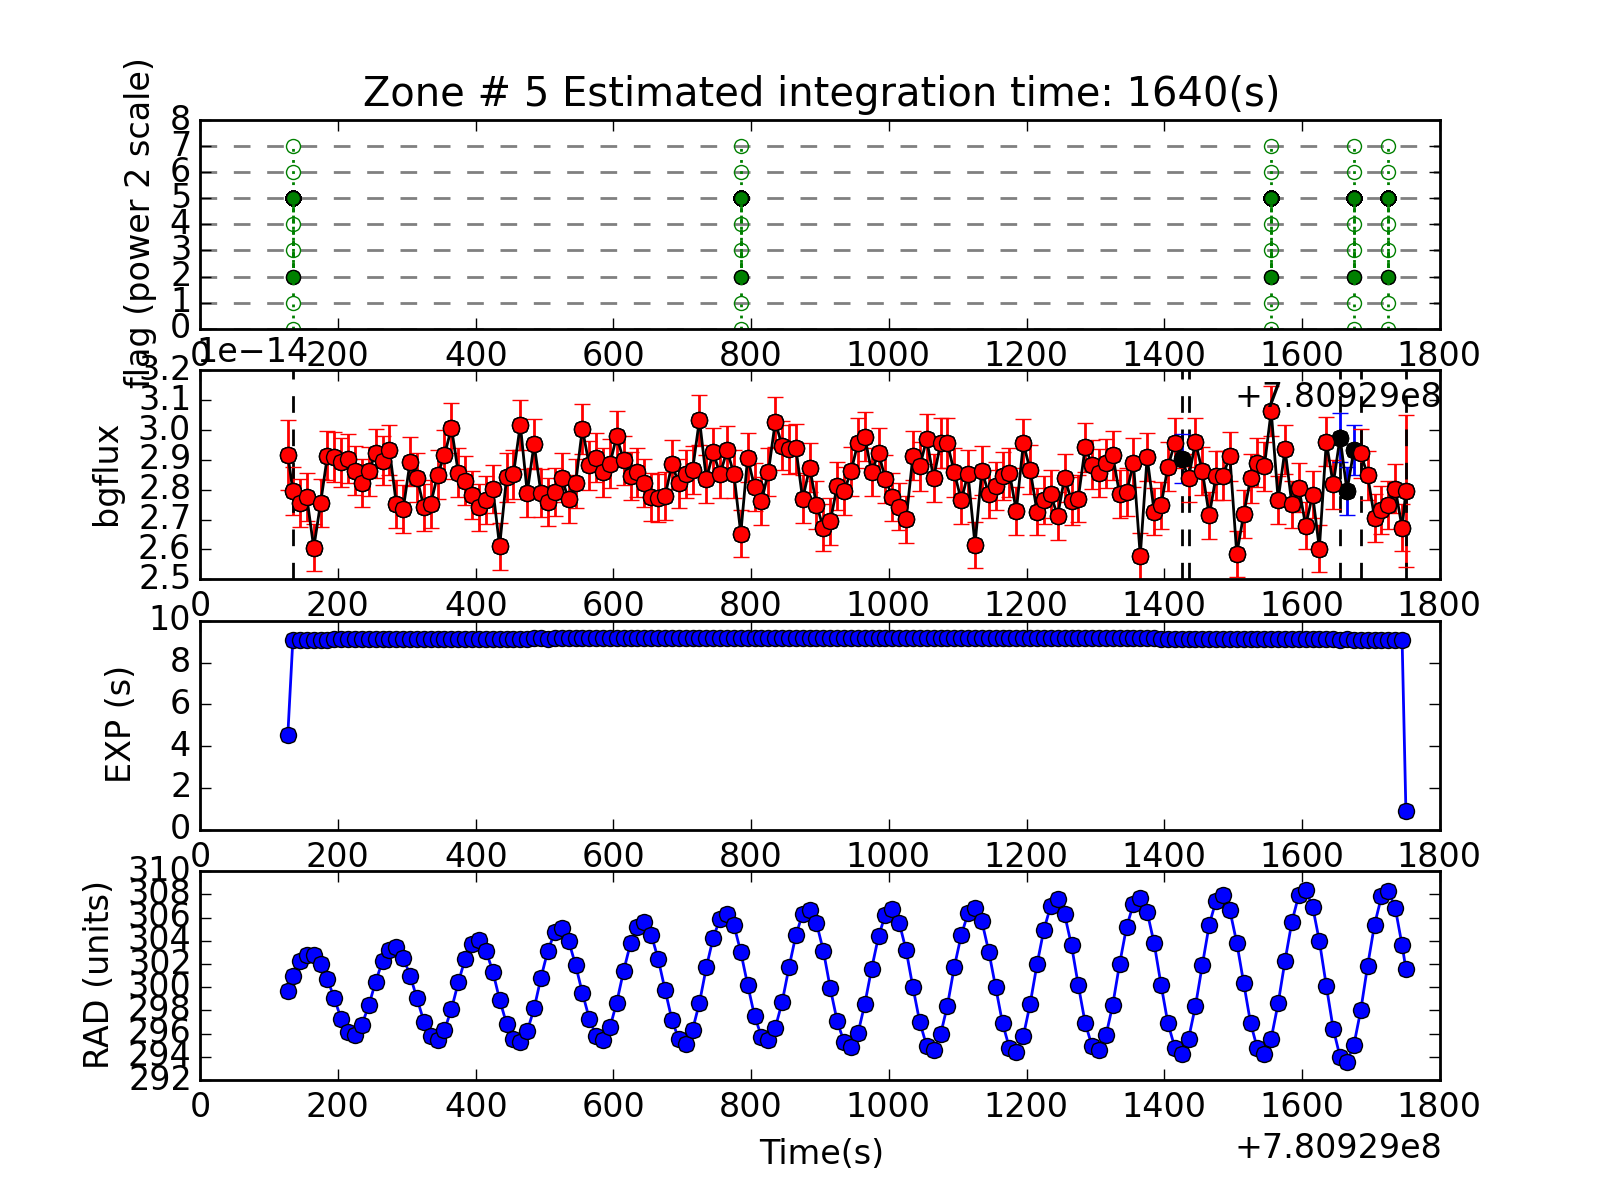 Zone # 5 Estimated integration time: 1640(s)
flag (power 2 scale)
8
7
6
5
4
3
2
1
0
0 200 400 600 800 1000 1200 1400 1600 1800
+7.80929e8
1e−14
bgflux
3.2
3.1
3.0
2.9
2.8
2.7
2.6
2.5
0 200 400 600 800 1000 1200 1400 1600 1800
EXP (s)
10
8
6
4
2
0
0 200 400 600 800 1000 1200 1400 1600 1800
RAD (units)
310
308
306
304
302
300
298
296
294
292
0 200 400 600 800 1000 1200 1400 1600 1800
Time(s)
+7.80929e8